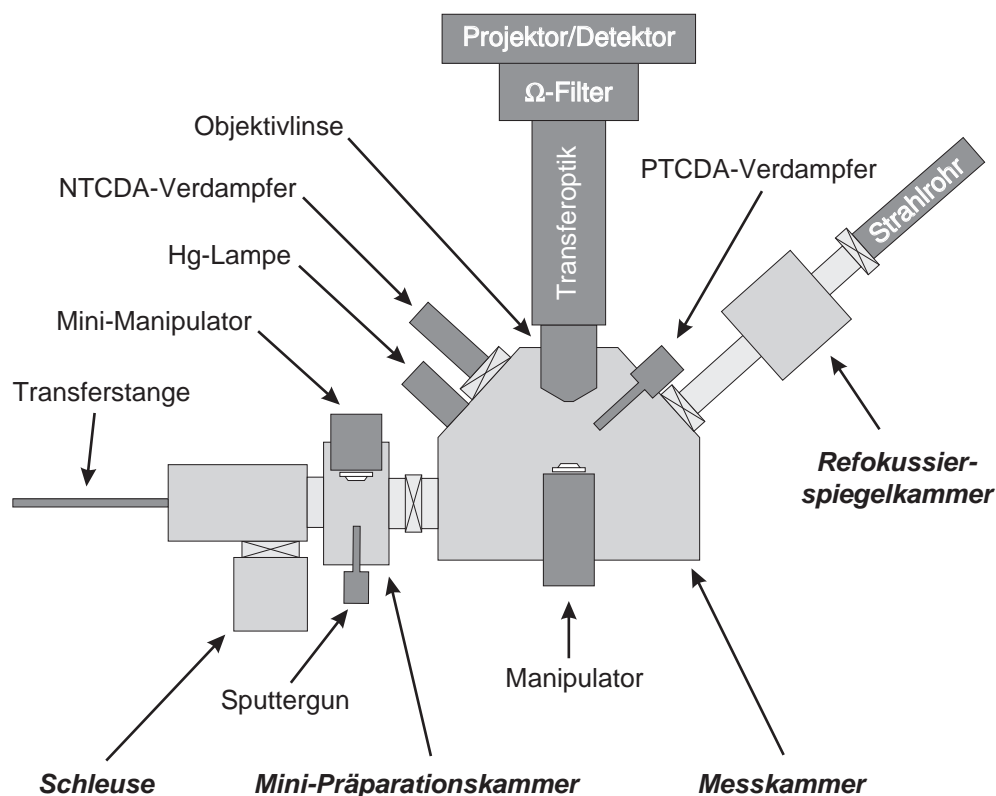 Projektor/Detektor
Ω-Filter
Objektivlinse
Transferoptik
PTCDA-Verdampfer
Strahlrohr
NTCDA-Verdampfer
Hg-Lampe
Mini-Manipulator
Transferstange
Refokussier-
spiegelkammer
Manipulator
Sputtergun
Schleuse
Mini-Präparationskammer
Messkammer